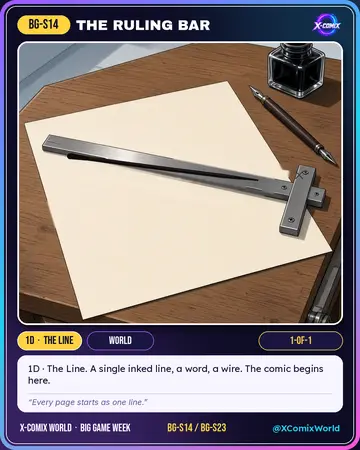 BG-S14
THE RULING BAR
X-COMIX
1D · THE LINE
WORLD
1-OF-1
1D · The Line. A single inked line, a word, a wire. The comic begins
here.
“Every page starts as one line.”
X-COMIX WORLD · BIG GAME WEEK
BG-S14 / BG-S23
@XComixWorld